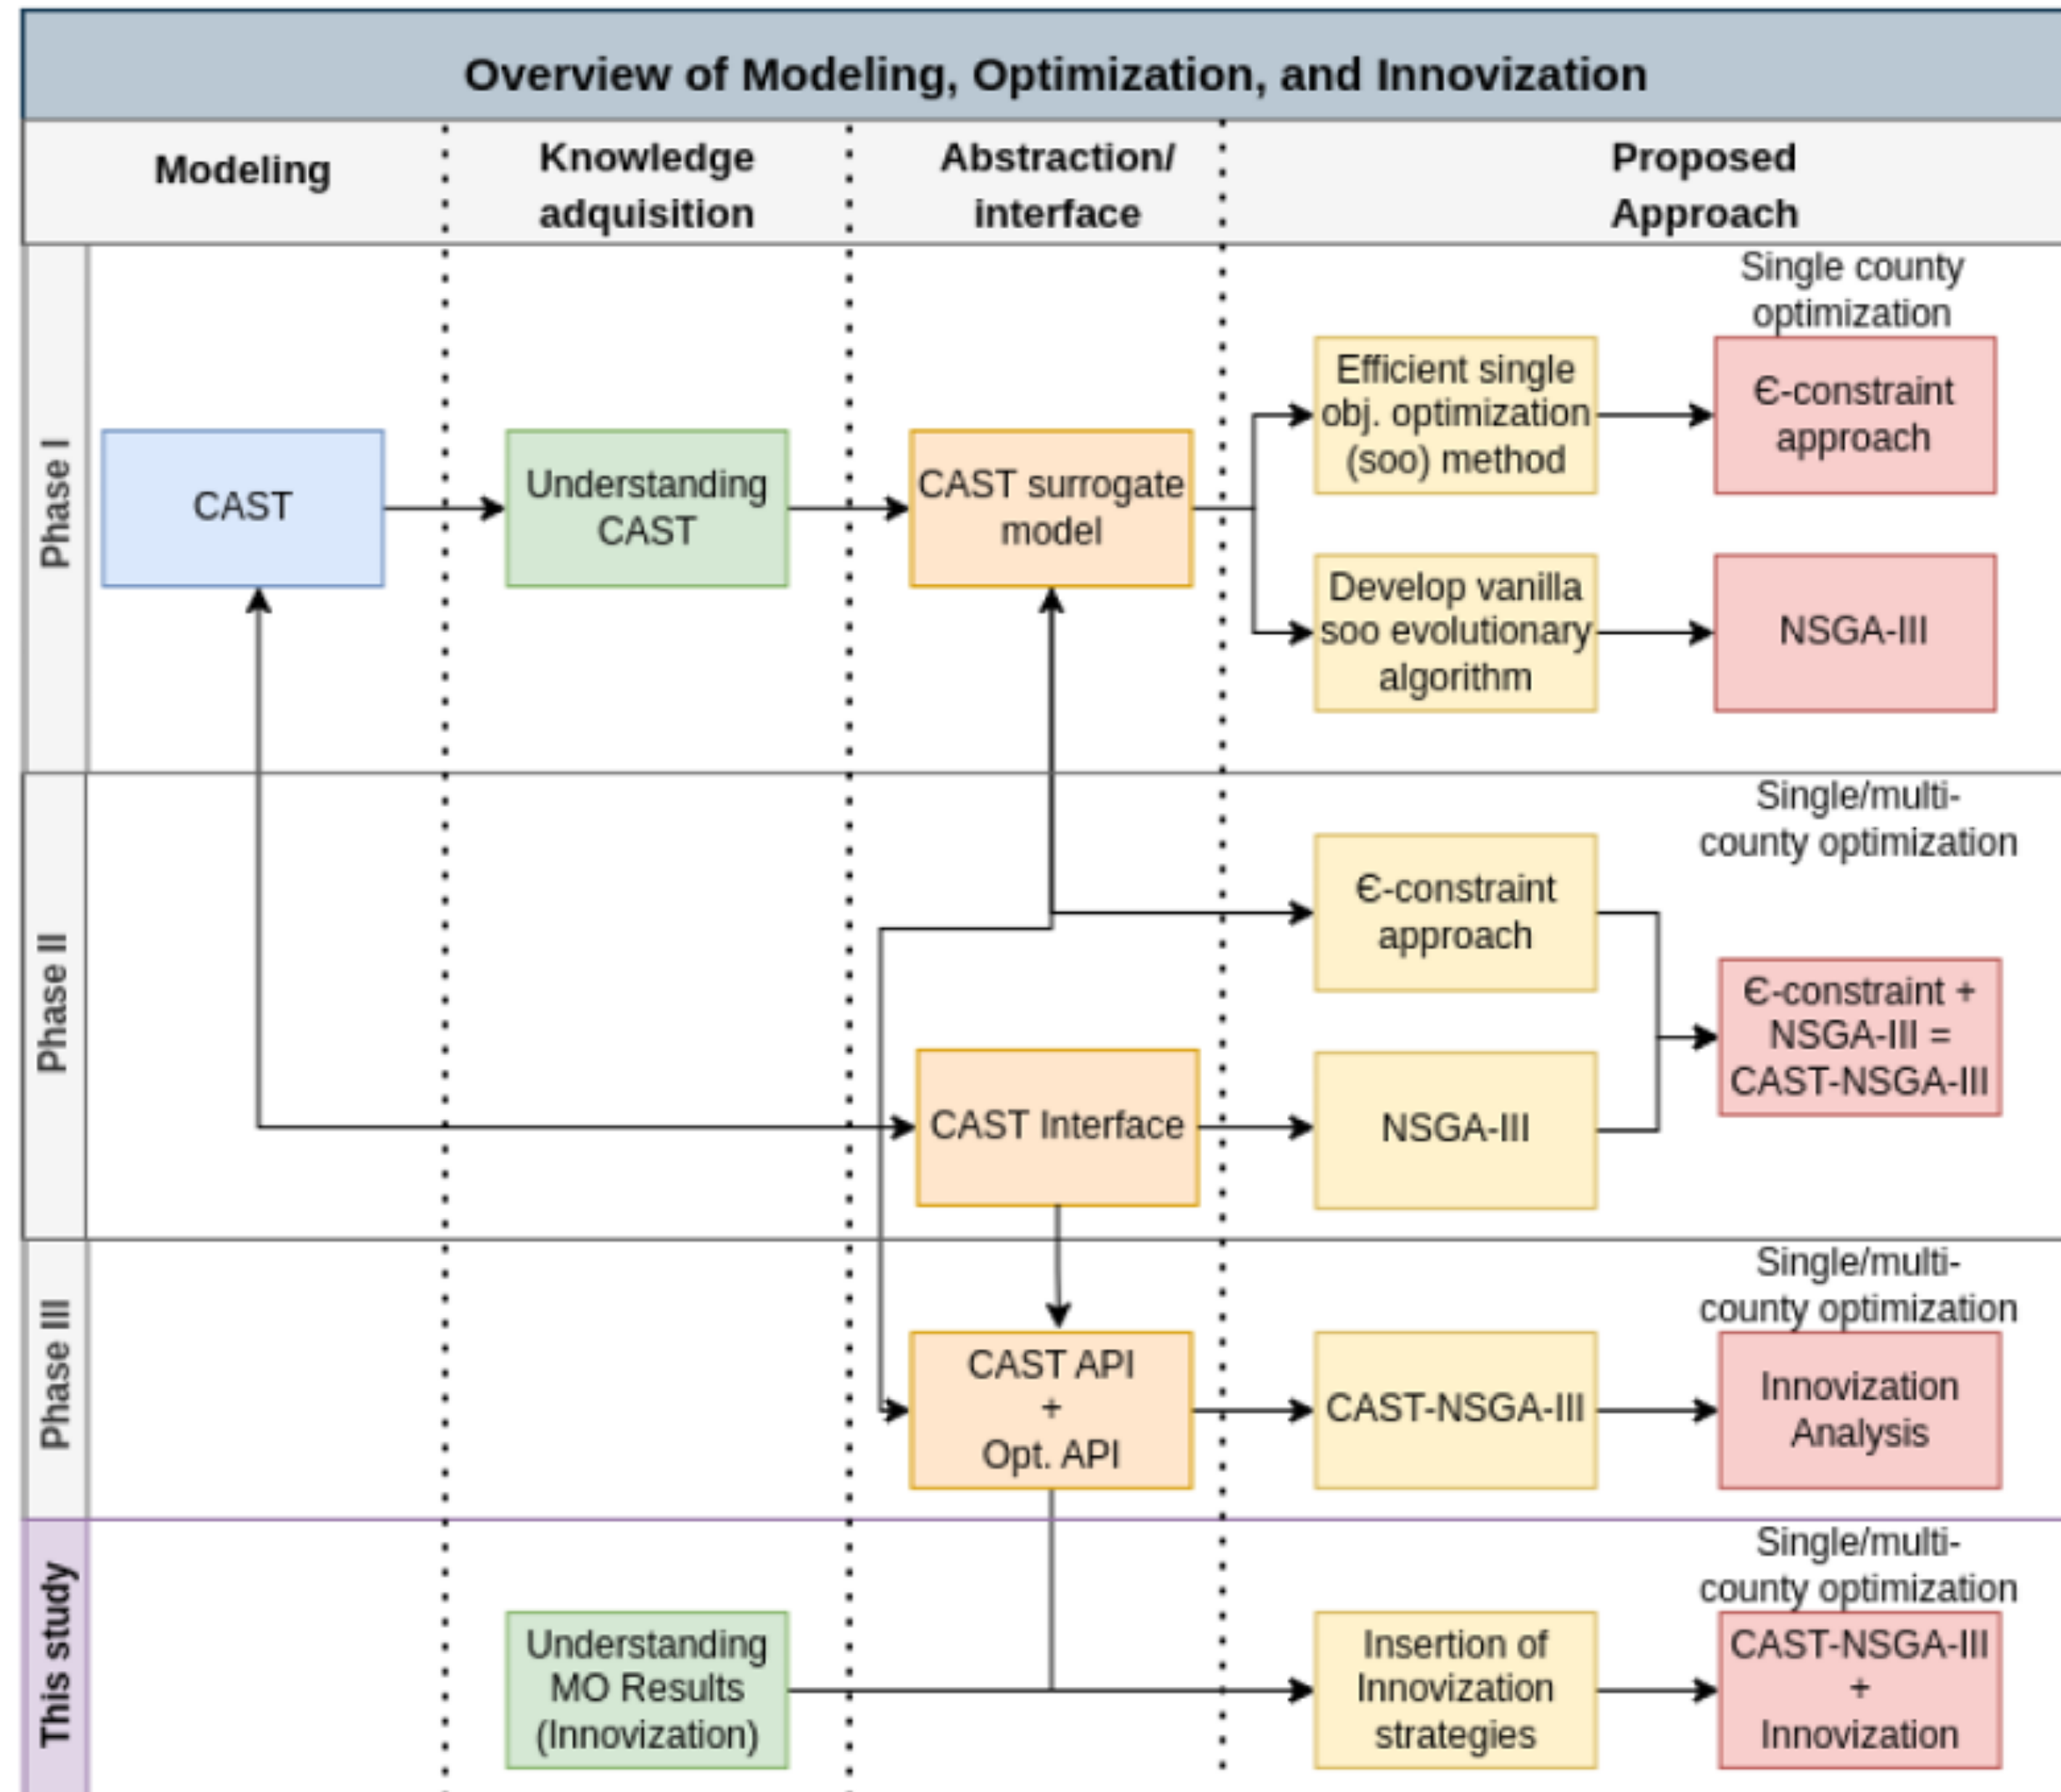 Overview of Modeling, Optimization, and Innovization
Modeling
Knowledge
adquisition
Abstraction/
interface
Proposed
Approach
Phase I
CAST
Understanding
CAST
CAST surrogate
model
Efficient single
obj. optimization
(soo) method
Single county
optimization
Є-constraint
approach
Develop vanilla
soo evolutionary
algorithm
NSGA-III
Phase II
Single/multi-
county optimization
Є-constraint
approach
CAST Interface
NSGA-III
Є-constraint +
NSGA-III =
CAST-NSGA-III
Phase III
Single/multi-
county optimization
CAST API
+
Opt. API
CAST-NSGA-III
Innovization
Analysis
This study
Single/multi-
county optimization
Understanding
MO Results
(Innovization)
Insertion of
Innovization
strategies
CAST-NSGA-III
+
Innovization